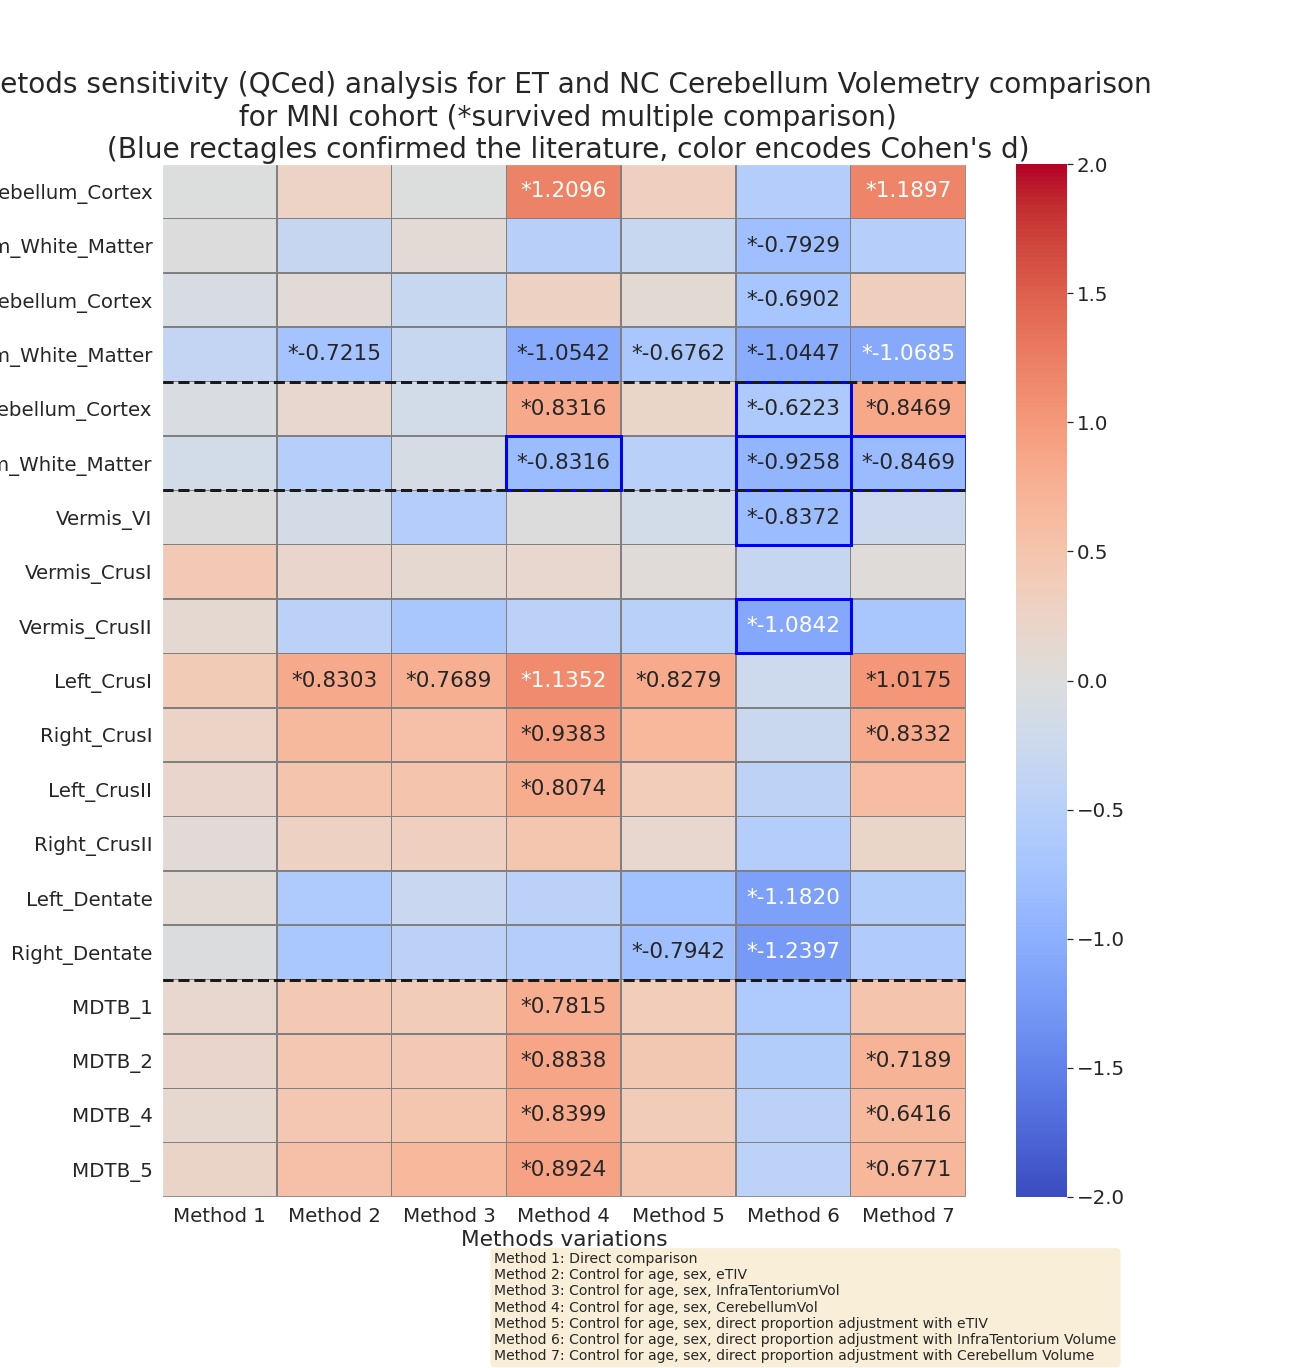 etods sensitivity (QCed) analysis for ET and NC Cerebellum Volemetry comparison
for MNI cohort (*survived multiple comparison)
(Blue rectagles confirmed the literature, color encodes Cohen's d)
ebellum_Cortex *1.2096 *1.1897
m_White_Matter *-0.7929
ebellum_Cortex *-0.6902
m_White_Matter *-0.7215 *-1.0542 *-0.6762 *-1.0447 *-1.0685
ebellum_Cortex *0.8316 *-0.6223 *0.8469
m_White_Matter *-0.8316 *-0.9258 *-0.8469
Vermis_VI *-0.8372
Vermis_CrusI
Vermis_CrusII *-1.0842
Left_CrusI *0.8303 *0.7689 *1.1352 *0.8279 *1.0175
Right_CrusI *0.9383 *0.8332
Left_CrusII *0.8074
Right_CrusII
Left_Dentate *-1.1820
Right_Dentate *-0.7942 *-1.2397
MDTB_1 *0.7815
MDTB_2 *0.8838 *0.7189
MDTB_4 *0.8399 *0.6416
MDTB_5 *0.8924 *0.6771
Method 1 Method 2 Method 3 Method 4 Method 5 Method 6 Method 7
Methods variations
2.0
1.5
1.0
0.5
0.0
−0.5
−1.0
−1.5
−2.0
Method 1: Direct comparison
Method 2: Control for age, sex, eTIV
Method 3: Control for age, sex, InfraTentoriumVol
Method 4: Control for age, sex, CerebellumVol
Method 5: Control for age, sex, direct proportion adjustment with eTIV
Method 6: Control for age, sex, direct proportion adjustment with InfraTentorium Volume
Method 7: Control for age, sex, direct proportion adjustment with Cerebellum Volume